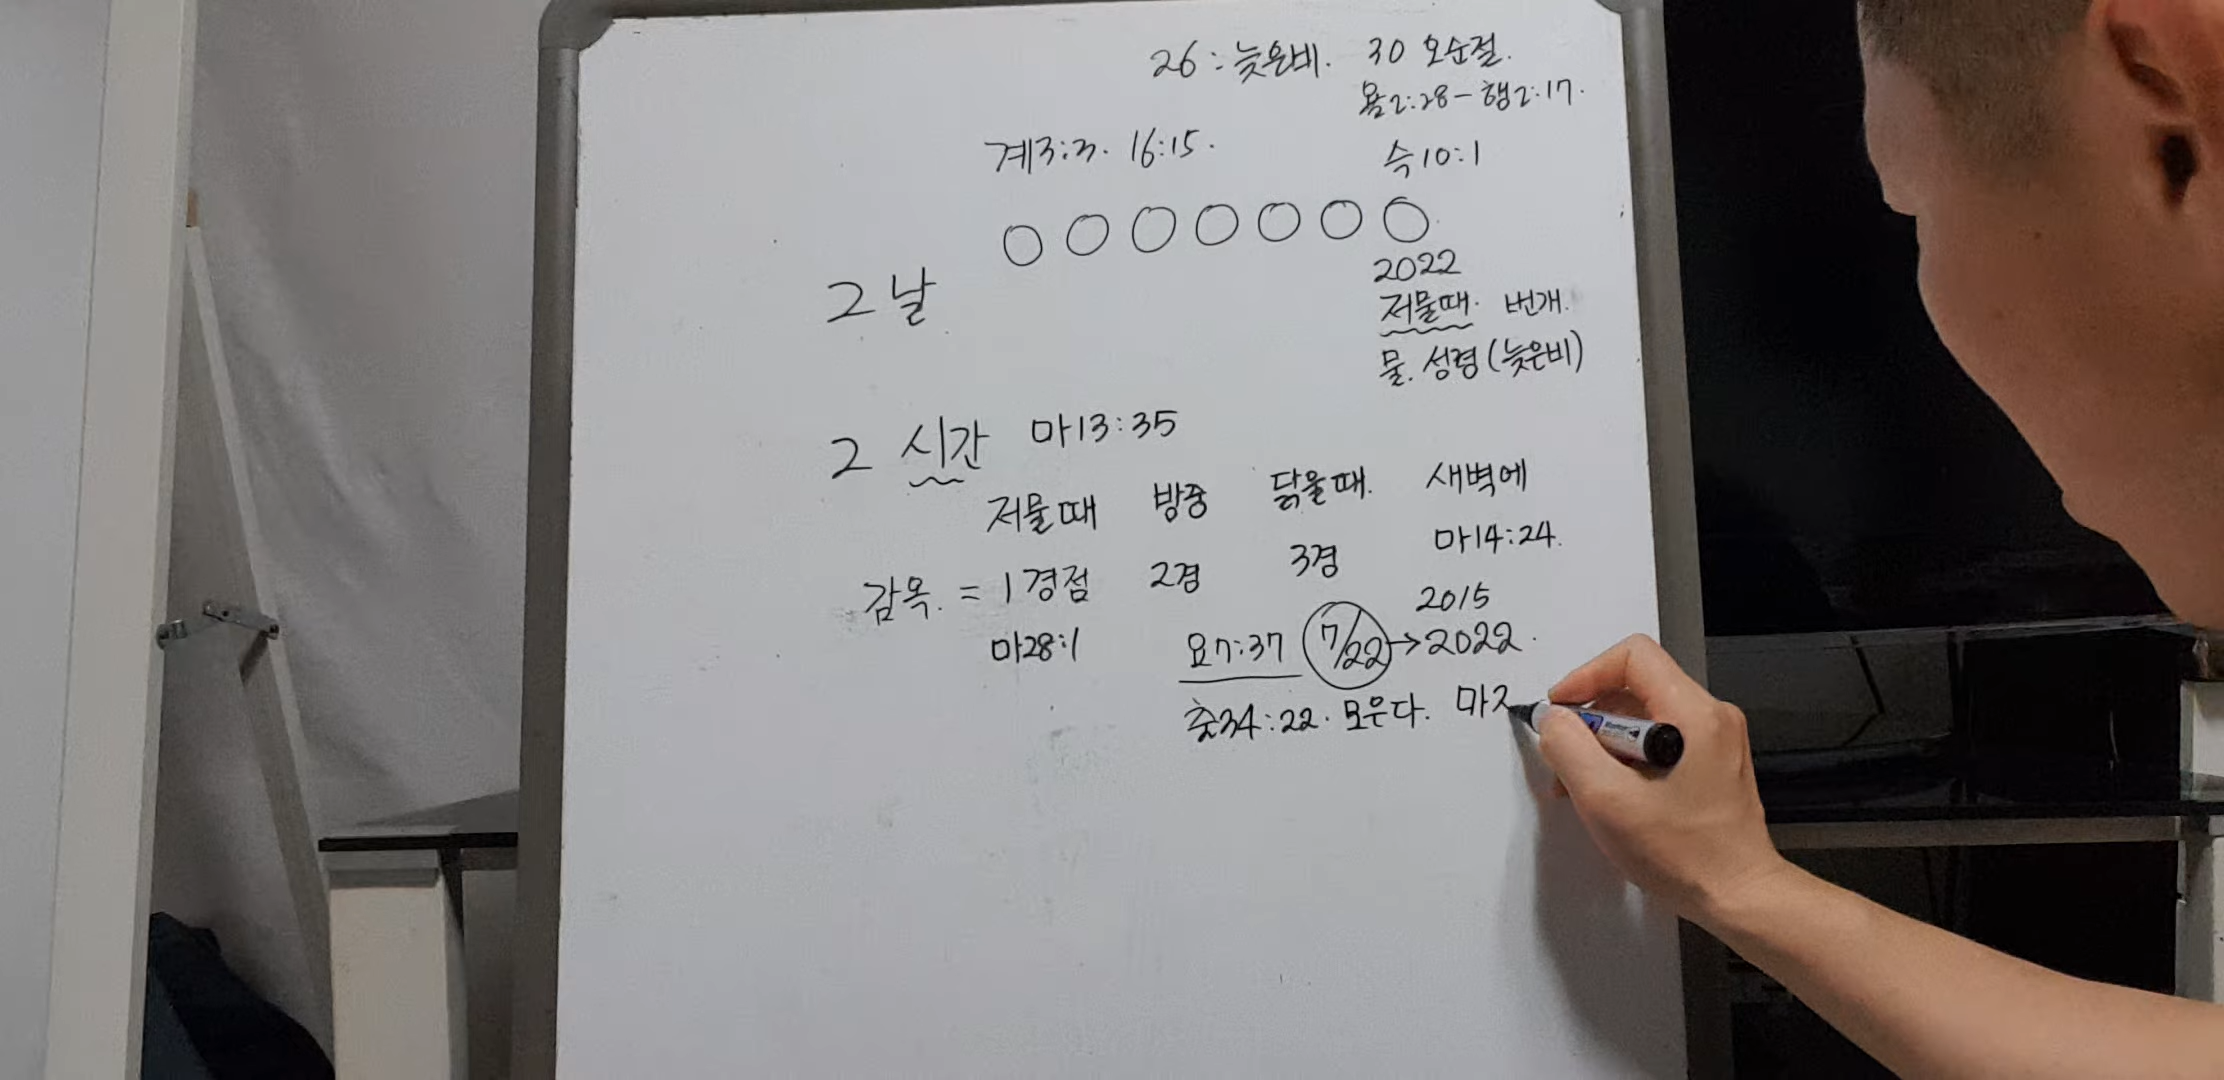 26 : 늦은비. 30 오순절.
욜2:28 - 행2:17.
계3:3. 16:15.
슥10:1
2022
그 날
저물때. 번개.
물. 성령(늦은비)
그 시간 마13:35
저물때 밤중 닭울때. 새벽에
마14:24.
감옥. = 1경점 2경 3경
2015
마28:1 요7:37 7/22 → 2022.
출34:22. 모은다. 마지